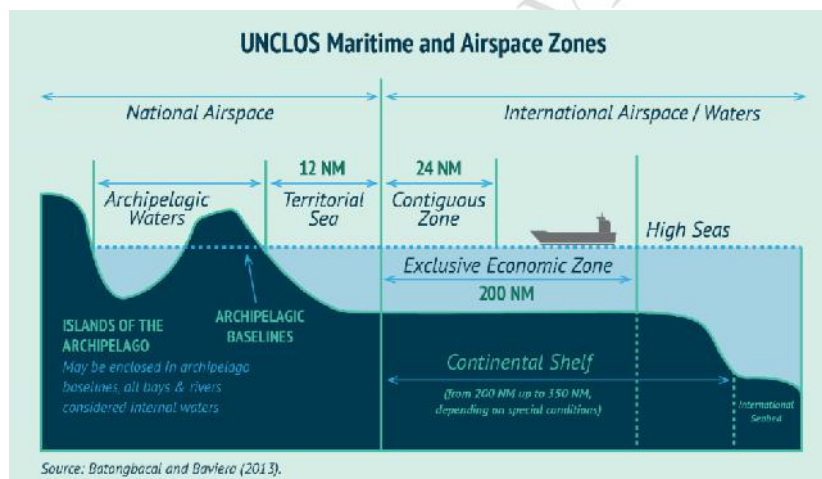 UNCLOS Maritime and Airspace Zones
National Airspace
International Airspace / Waters
12 NM
24 NM
Archipelagic
Waters
Territorial
Sea
Contiguous
Zone
High Seas
Exclusive Economic Zone
200 NM
ISLANDS OF THE
ARCHIPELAGO
May be enclosed in archipelago
baselines, all bays & rivers
considered internal waters
ARCHIPELAGIC
BASELINES
Continental Shelf
(from 200 NM up to 350 NM,
depending on special conditions)
International
Seabed
Source: Batongbacal and Baviera (2013).